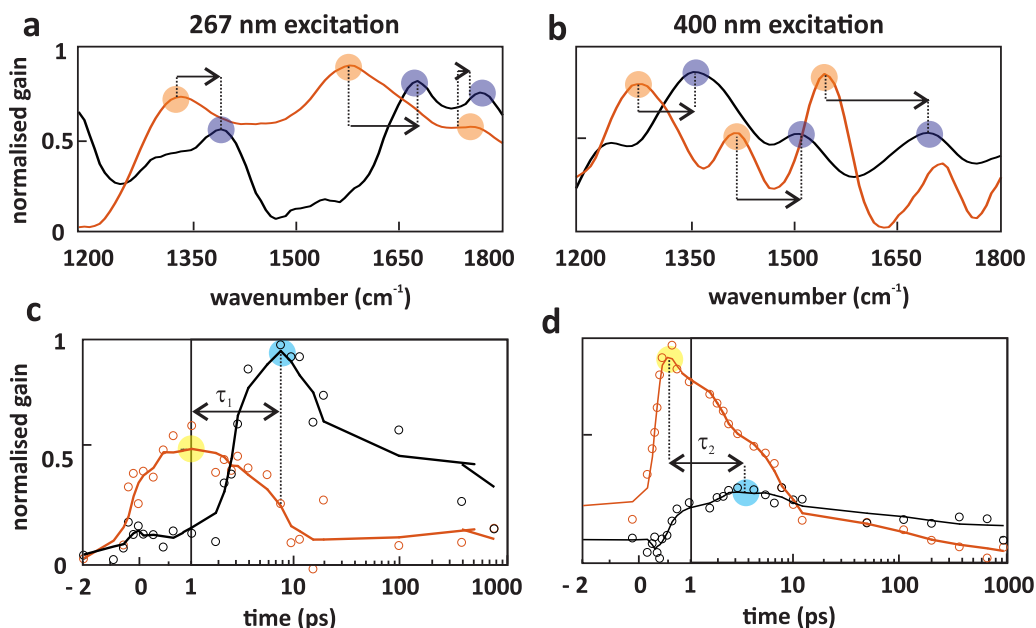 a 267 nm excitation
b 400 nm excitation
normalised gain
1
0.5
0
1200 1350 1500 1650 1800
1200 1350 1500 1650 1800
wavenumber (cm⁻¹)
wavenumber (cm⁻¹)
c
d
normalised gain
1
0.5
0
τ₁
τ₂
- 2 0 1 10 100 1000
- 2 0 1 10 100 1000
time (ps)
time (ps)